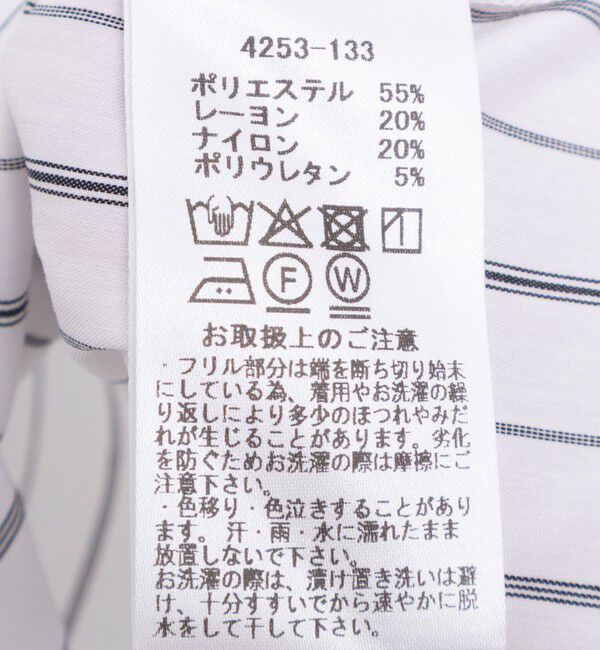 4253-133
ポリエステル 55%
レーヨン 20%
ナイロン 20%
ポリウレタン 5%
F W
お取扱上のご注意
・フリル部分は端を断ち切り始末
にしている為、着用やお洗濯の繰
り返しにより多少のほつれやみだ
れが生じることがあります。劣化
を防ぐためお洗濯の際は摩擦にご
注意下さい。
・色移り・色泣きすることがあり
ます。汗・雨・水に濡れたまま
放置しないで下さい。
お洗濯の際は、漬け置き洗いは避
け、十分すすいでから速やかに脱
水をして干して下さい。